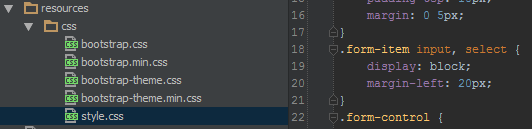 resources
css
bootstrap.css
bootstrap.min.css
bootstrap-theme.css
bootstrap-theme.min.css
style.css
16 margin: 0 5px;
17 }
18 .form-item input, select {
19 display: block;
20 margin-left: 20px;
21 }
22 .form-control {